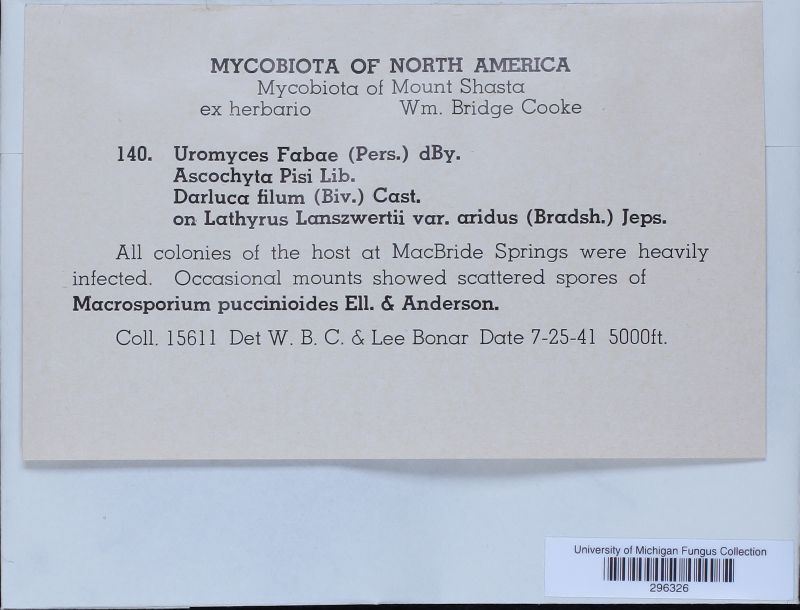 MYCOBIOTA OF NORTH AMERICA
Mycobiota of Mount Shasta
ex herbario Wm. Bridge Cooke
140. Uromyces Fabae (Pers.) dBy.
Ascochyta Pisi Lib.
Darluca filum (Biv.) Cast.
on Lathyrus Lanszwertii var. aridus (Bradsh.) Jeps.
All colonies of the host at MacBride Springs were heavily
infected. Occasional mounts showed scattered spores of
Macrosporium puccinioides Ell. & Anderson.
Coll. 15611 Det W. B. C. & Lee Bonar Date 7-25-41 5000ft.
University of Michigan Fungus Collection
296326